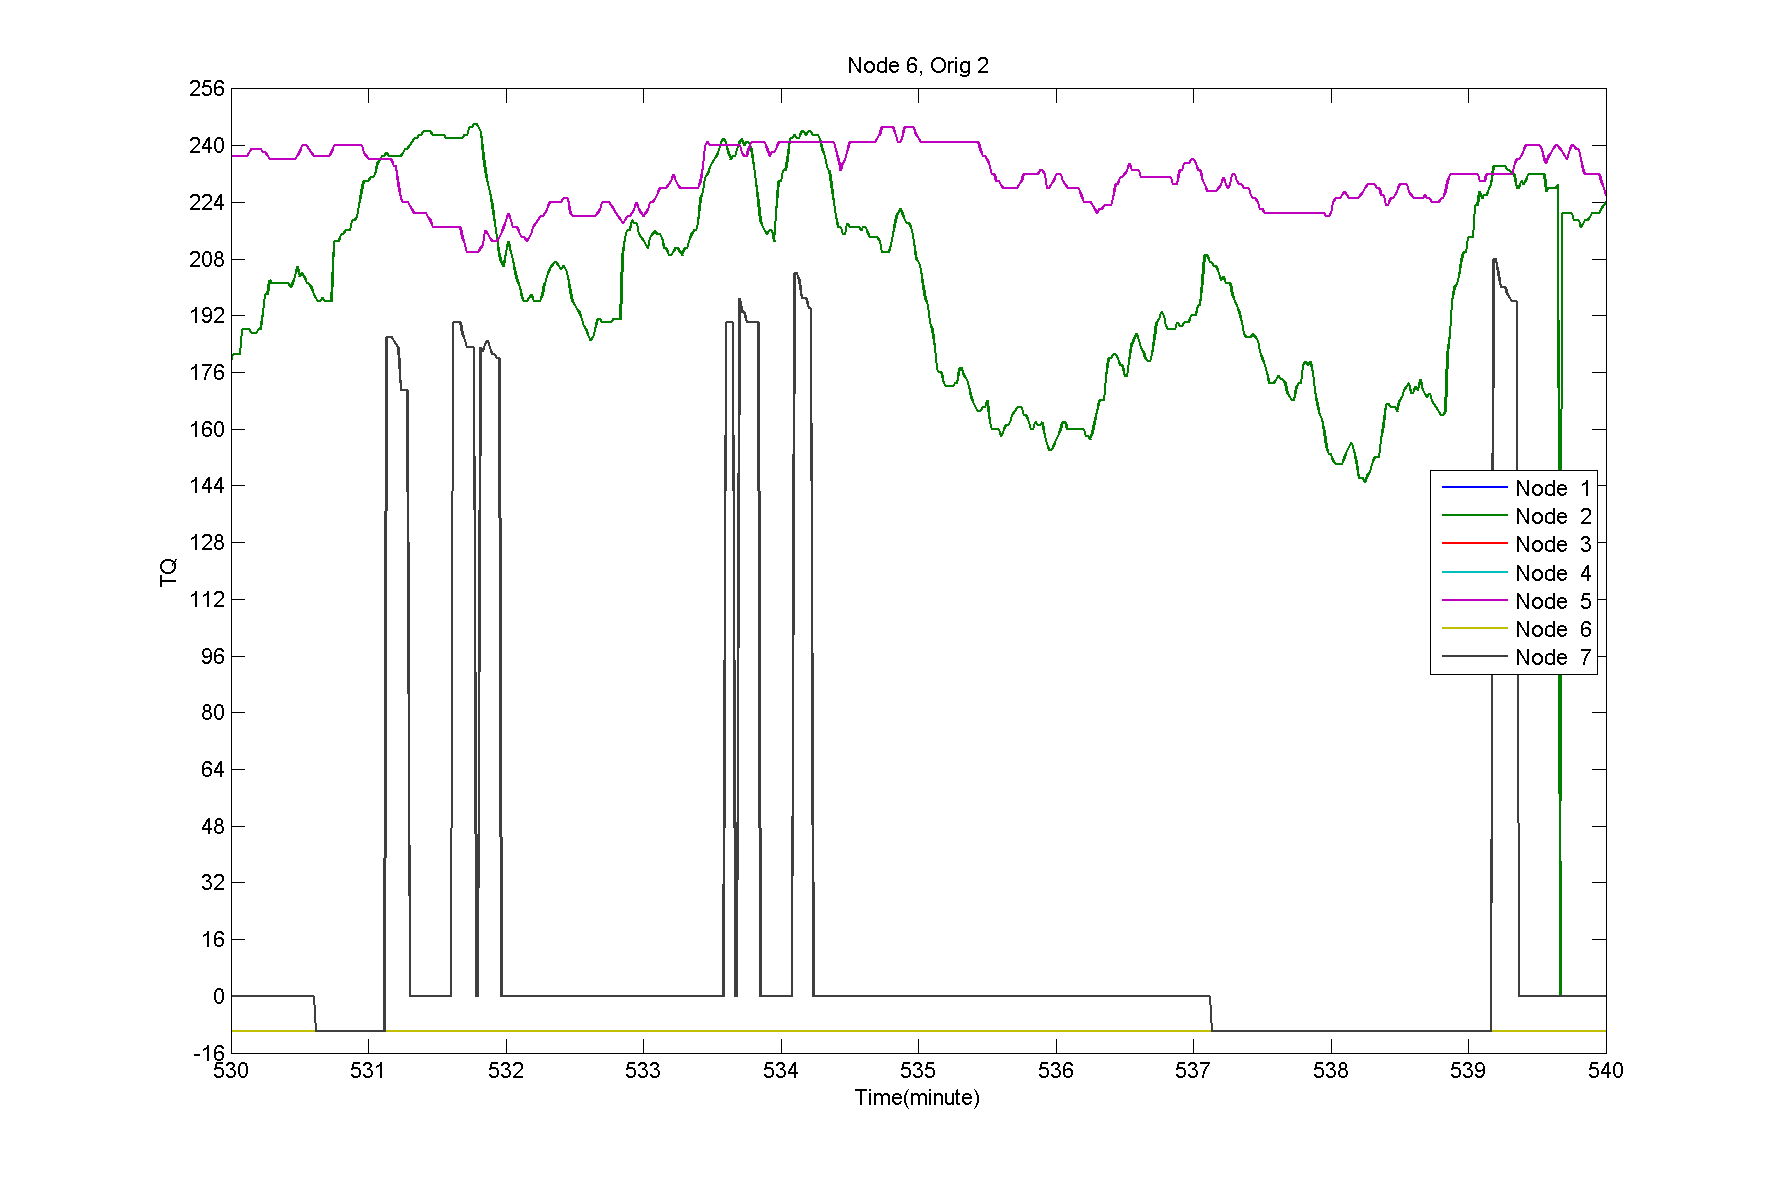 Node 6, Orig 2
256
240
224
208
192
176
160
144
128
112
96
80
64
48
32
16
0
-16
TQ
Node 1
Node 2
Node 3
Node 4
Node 5
Node 6
Node 7
530 531 532 533 534 535 536 537 538 539 540
Time(minute)